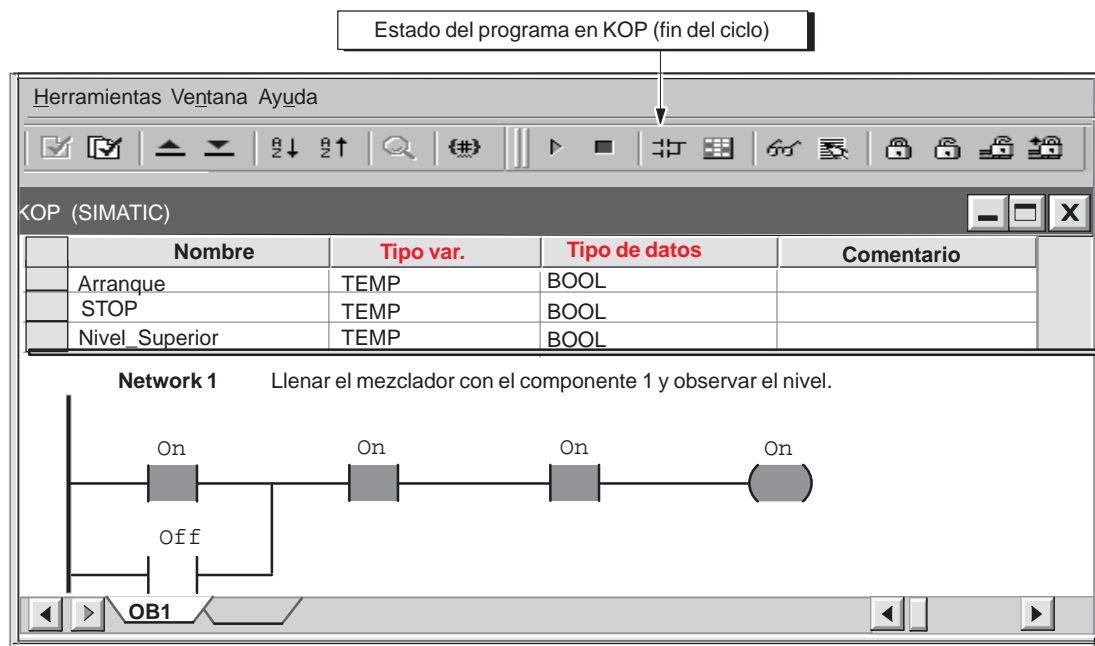 Estado del programa en KOP (fin del ciclo)
Herramientas Ventana Ayuda
KOP (SIMATIC)
Nombre Tipo var. Tipo de datos Comentario
Arranque TEMP BOOL
STOP TEMP BOOL
Nivel_Superior TEMP BOOL
Network 1 Llenar el mezclador con el componente 1 y observar el nivel.
On On On On
Off
OB1